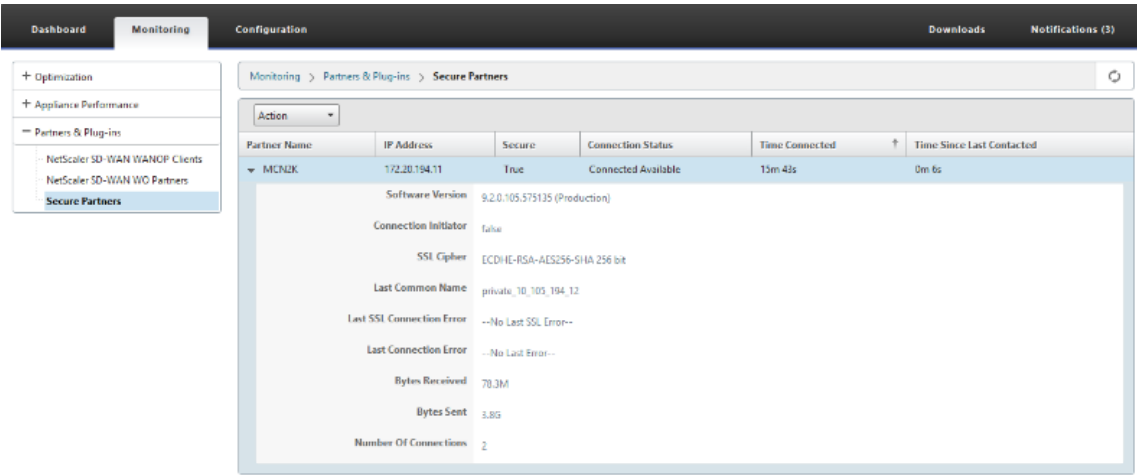 Dashboard Monitoring Configuration Downloads Notifications (3)
+ Optimization
+ Appliance Performance
− Partners & Plug-ins
NetScaler SD-WAN WANOP Clients
NetScaler SD-WAN WO Partners
Secure Partners
Monitoring > Partners & Plug-ins > Secure Partners
Action
Partner Name IP Address Secure Connection Status Time Connected ↑ Time Since Last Contacted
MCN2K 172.20.194.11 True Connected Available 15m 43s 0m 6s
Software Version 9.2.0.105.575135 (Production)
Connection Initiator false
SSL Cipher ECDHE-RSA-AES256-SHA 256 bit
Last Common Name private_10_105_194_12
Last SSL Connection Error --No Last SSL Error--
Last Connection Error --No Last Error--
Bytes Received 78.3M
Bytes Sent 3.8G
Number Of Connections 2